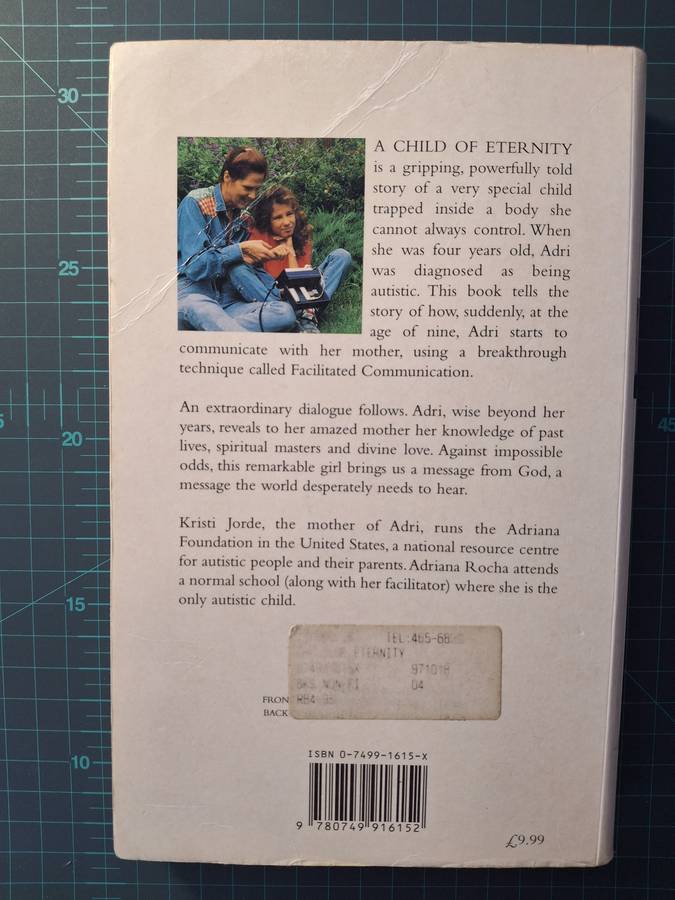 30
25
20
15
10
5
45
A CHILD OF ETERNITY
is a gripping, powerfully told
story of a very special child
trapped inside a body she
cannot always control. When
she was four years old, Adri
was diagnosed as being
autistic. This book tells the
story of how, suddenly, at the
age of nine, Adri starts to
communicate with her mother, using a breakthrough
technique called Facilitated Communication.
An extraordinary dialogue follows. Adri, wise beyond her
years, reveals to her amazed mother her knowledge of past
lives, spiritual masters and divine love. Against impossible
odds, this remarkable girl brings us a message from God, a
message the world desperately needs to hear.
Kristi Jorde, the mother of Adri, runs the Adriana
Foundation in the United States, a national resource centre
for autistic people and their parents. Adriana Rocha attends
a normal school (along with her facilitator) where she is the
only autistic child.
TEL:465-68
ETERNITY
971018
04
FRON
BACK
ISBN 0-7499-1615-X
9 780749 916152
£9.99